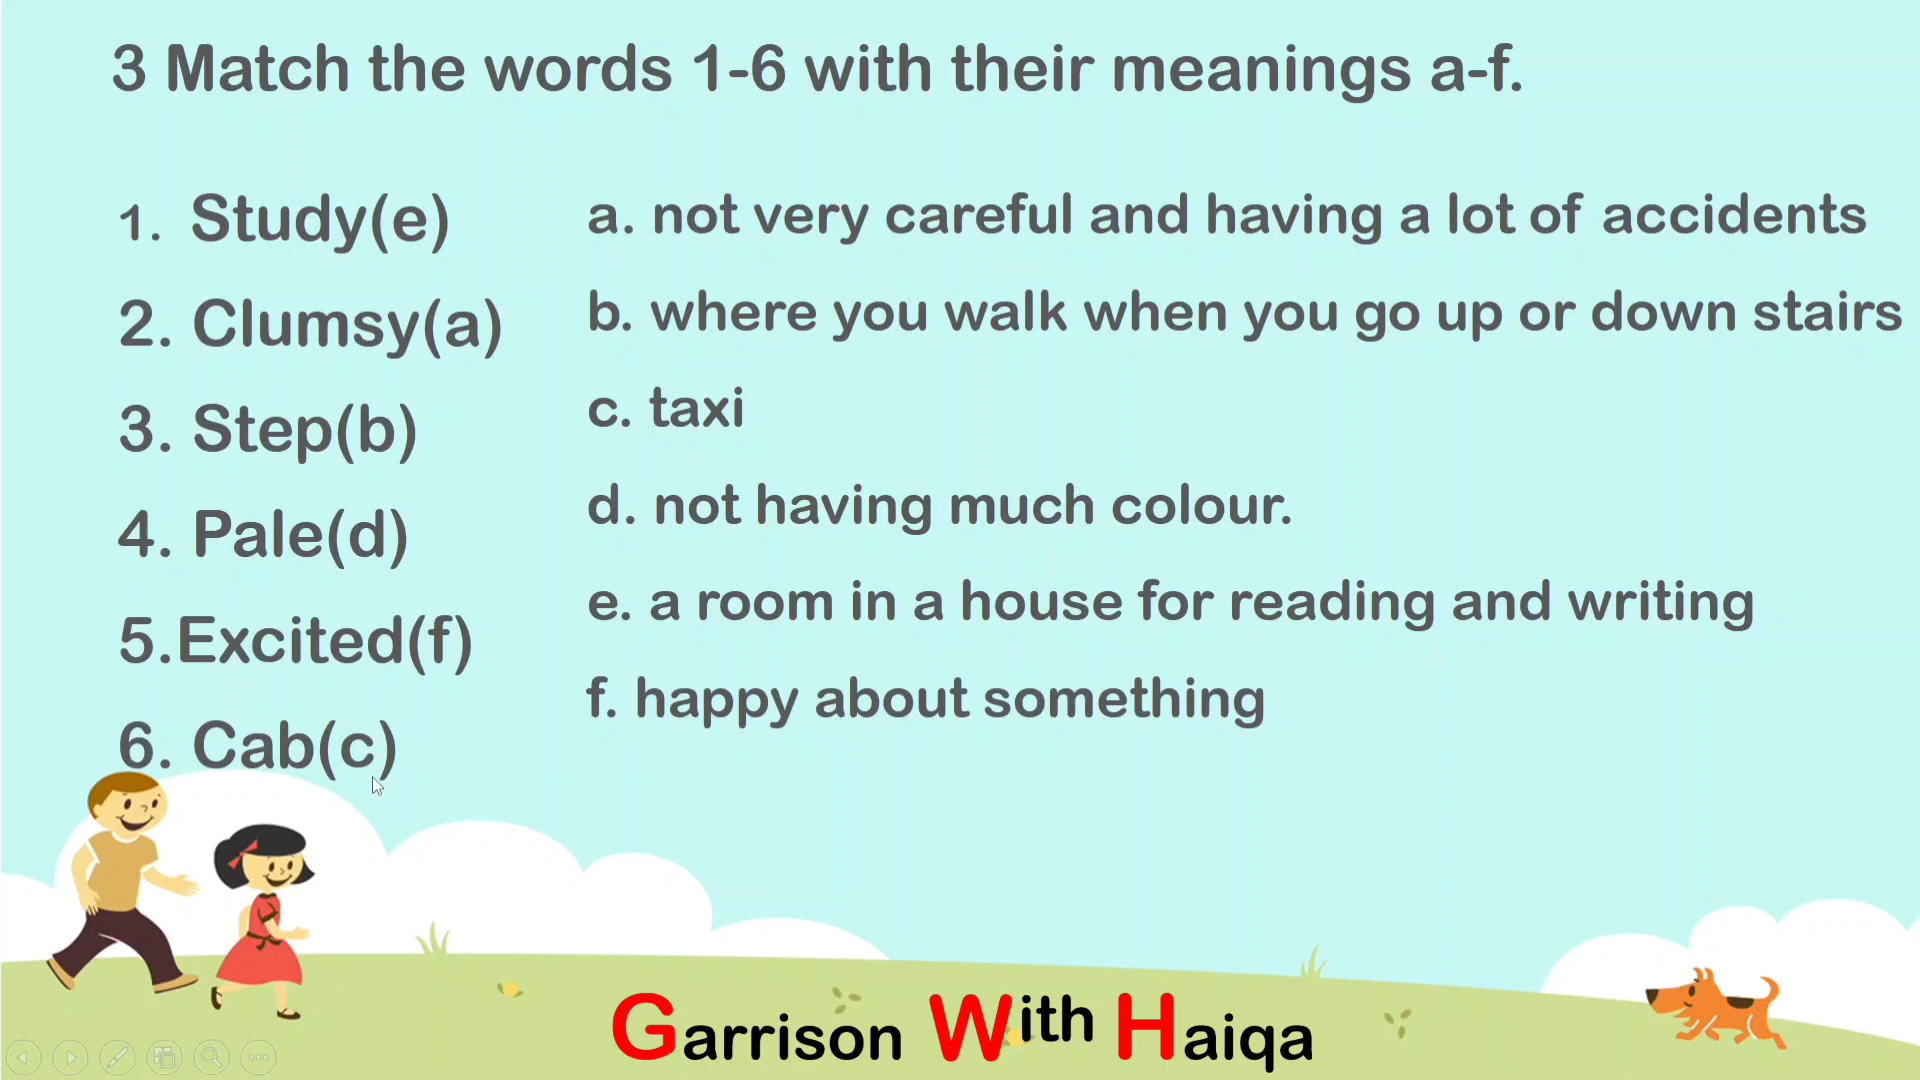 3 Match the words 1-6 with their meanings a-f.
1. Study(e)
2. Clumsy(a)
3. Step(b)
4. Pale(d)
5.Excited(f)
6. Cab(c)
a. not very careful and having a lot of accidents
b. where you walk when you go up or down stairs
c. taxi
d. not having much colour.
e. a room in a house for reading and writing
f. happy about something
Garrison With Haiqa